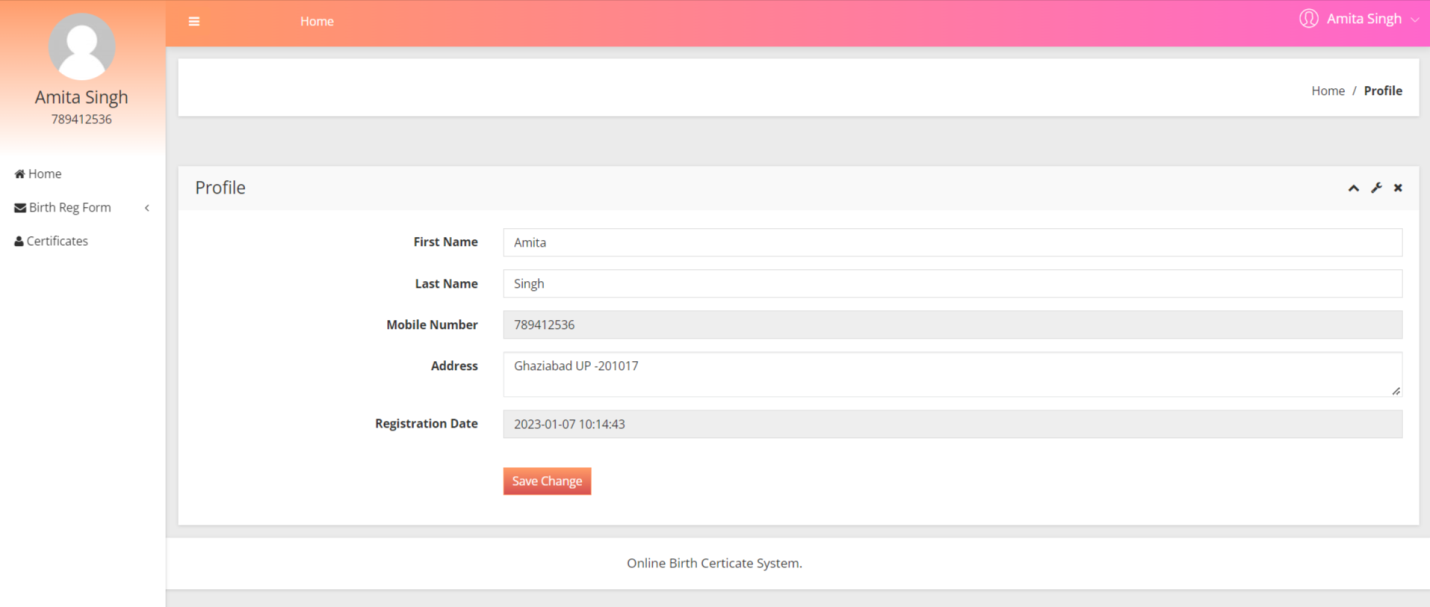 Amita Singh
789412536
Home
Birth Reg Form
Certificates
Home
Amita Singh
Home / Profile
Profile
First Name Amita
Last Name Singh
Mobile Number 789412536
Address Ghaziabad UP -201017
Registration Date 2023-01-07 10:14:43
Save Change
Online Birth Certicate System.